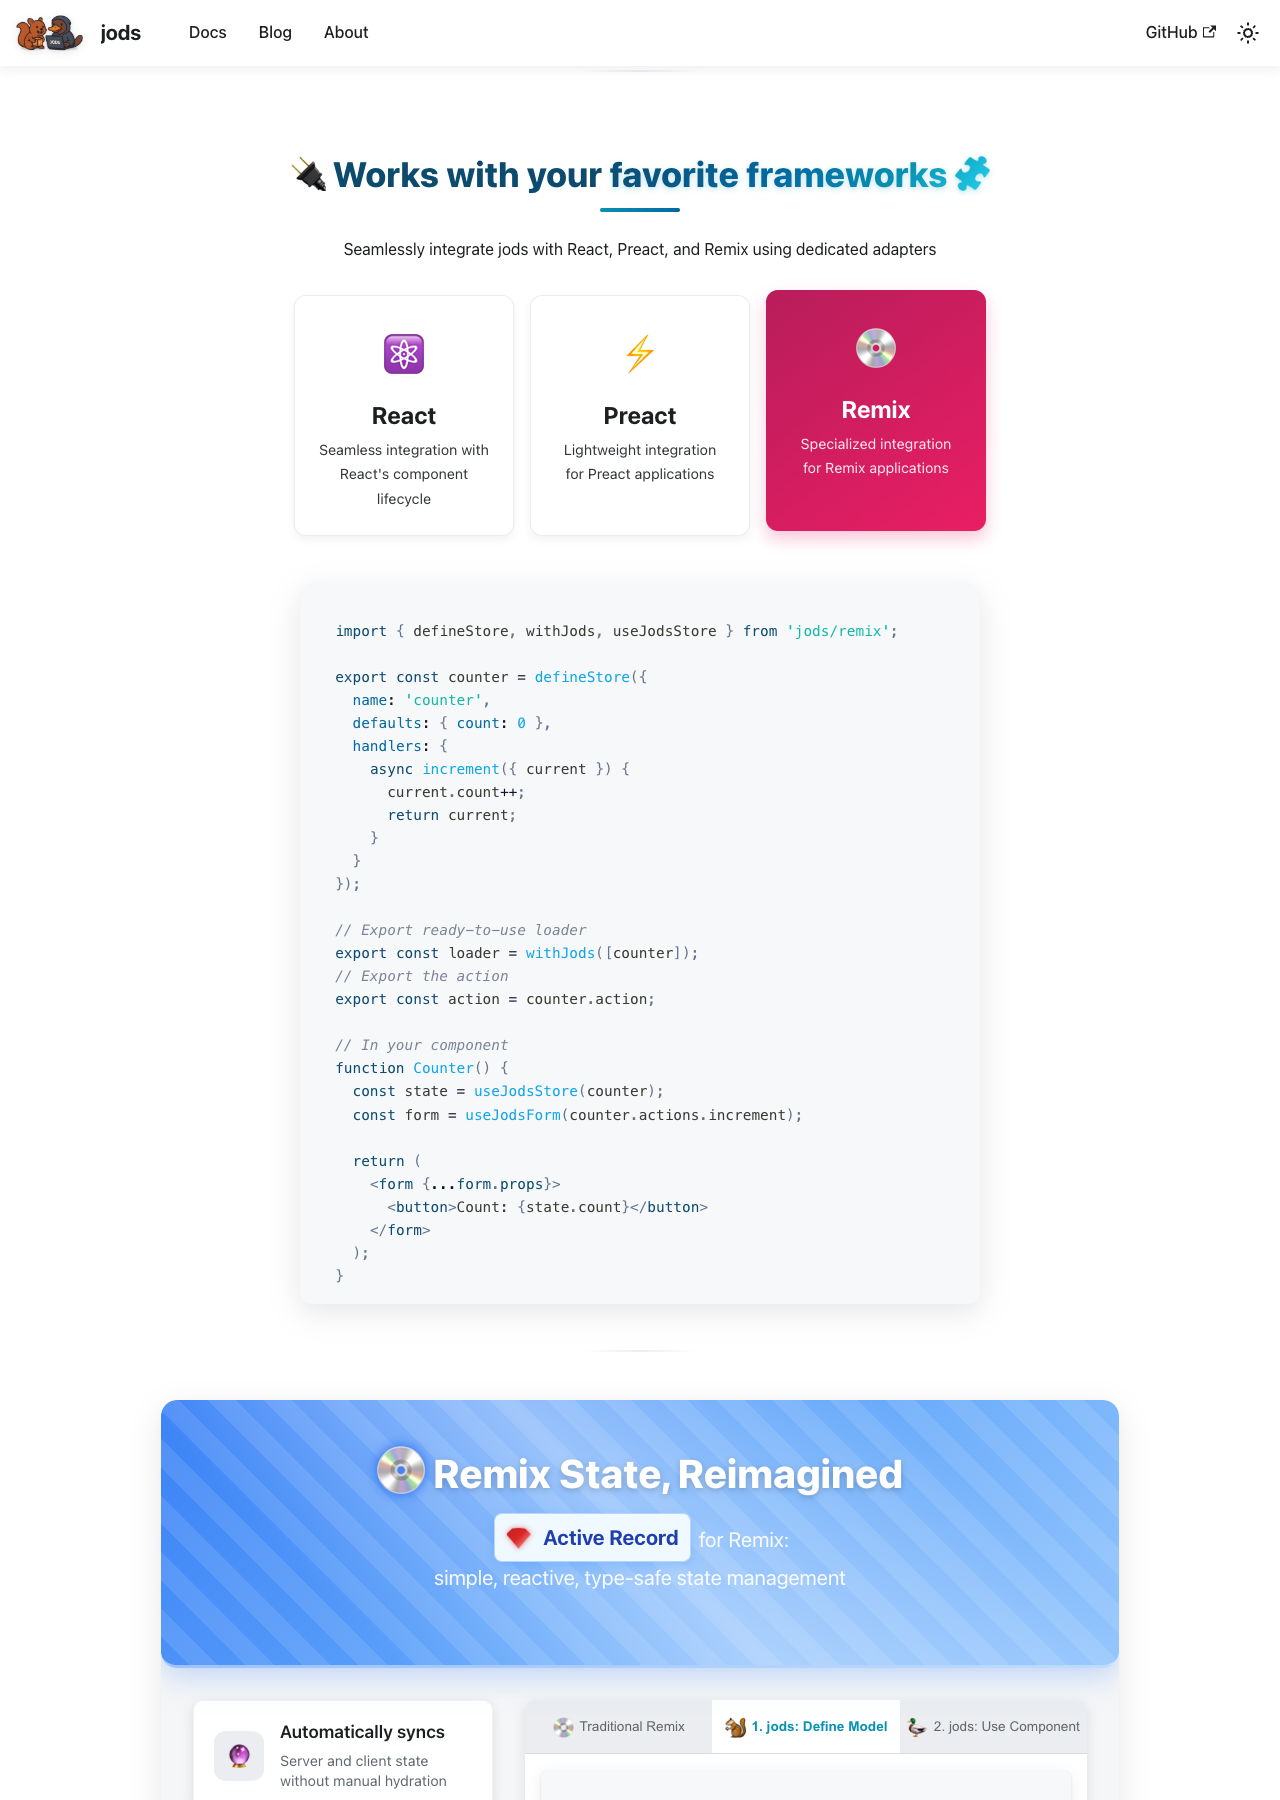 jods
Docs
Blog
About
GitHub
Works with your favorite frameworks
Seamlessly integrate jods with React, Preact, and Remix using dedicated adapters
React
Seamless integration with
React's component
lifecycle
Preact
Lightweight integration
for Preact applications
Remix
Specialized integration
for Remix applications
import { defineStore, withJods, useJodsStore } from 'jods/remix';
export const counter = defineStore({
  name: 'counter',
  defaults: { count: 0 },
  handlers: {
    async increment({ current }) {
      current.count++;
      return current;
    }
  }
});
// Export ready-to-use loader
export const loader = withJods([counter]);
// Export the action
export const action = counter.action;
// In your component
function Counter() {
  const state = useJodsStore(counter);
  const form = useJodsForm(counter.actions.increment);
  return (
    <form {...form.props}>
      <button>Count: {state.count}</button>
    </form>
  );
}
Remix State, Reimagined
Active Record for Remix:
simple, reactive, type-safe state management
Automatically syncs
Server and client state
without manual hydration
Traditional Remix
1. jods: Define Model
2. jods: Use Component